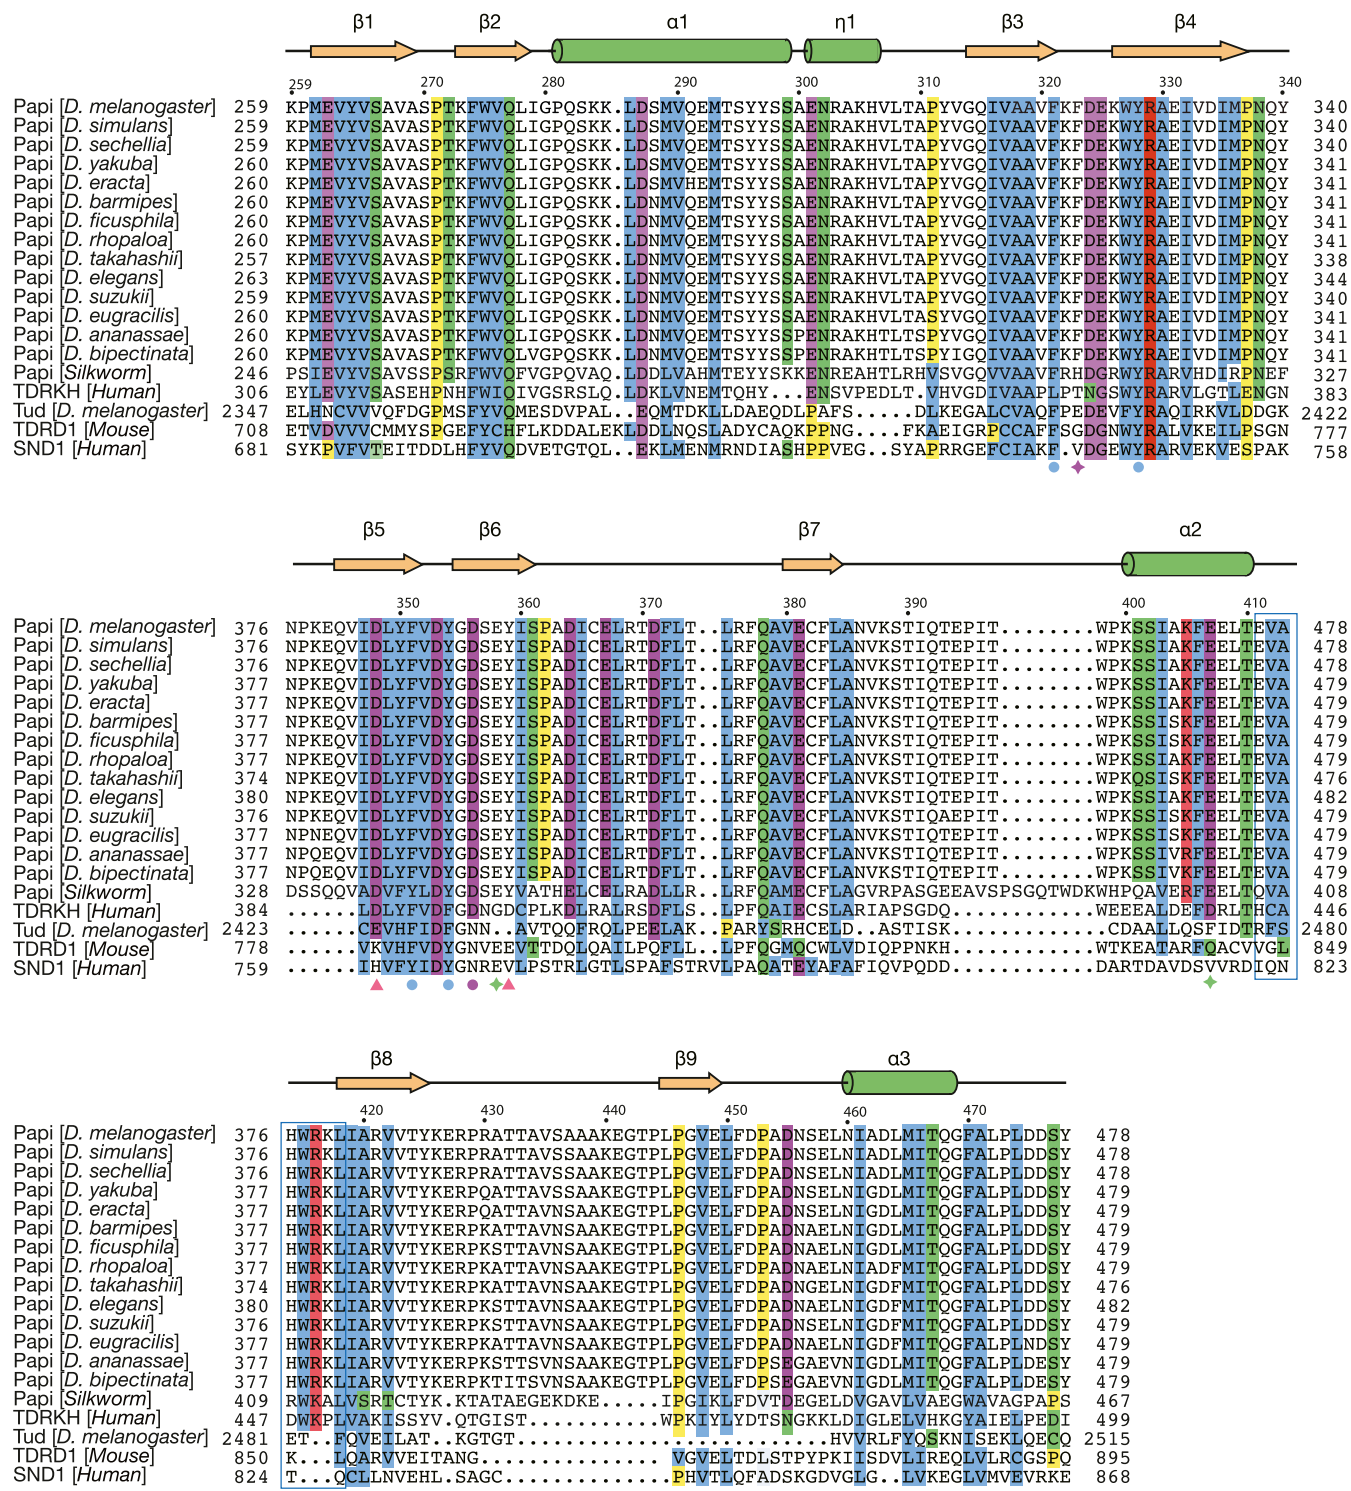 β1 β2 α1 η1 β3 β4
259 270 280 290 300 310 320 330 340
Papi [D. melanogaster] 259 KPMEVYVSAVASPTKFWVQLIGPQSKK.LDSMVQEMTSYYSSAENRAKHVLTAPYVGQIVAAVFKFDEKWYRAEIVDIMPNQY 340
Papi [D. simulans] 259 KPMEVYVSAVASPTKFWVQLIGPQSKK.LDSMVQEMTSYYSSAENRAKHVLTAPYVGQIVAAVFKFDEKWYRAEIVDIMPNQY 340
Papi [D. sechellia] 259 KPMEVYVSAVASPTKFWVQLIGPQSKK.LDSMVQEMTSYYSSAENRAKHVLTAPYVGQIVAAVFKFDEKWYRAEIVDIMPNQY 340
Papi [D. yakuba] 260 KPMEVYVSAVASPTKFWVQLIGPQSKK.LDSMVQEMTSYYSSAENRAKHVLTAPYVGQIVAAVFKFDEKWYRAEIVDIMPNQY 341
Papi [D. eracta] 260 KPMEVYVSAVASPTKFWVQLIGPQSKK.LDSMVHEMTSYYSSAENRAKHVLTAPYVGQIVAAVFKFDEKWYRAEIVDIMPNQY 341
Papi [D. barmipes] 260 KPMEVYVSAVASPTKFWVQLIGPQSKK.LDSMVQEMTSYYSSAENRAKHVLTAPYVGQIVAAVFKFDEKWYRAEIVDIMPNQY 341
Papi [D. ficusphila] 260 KPMEVYVSAVASPTKFWVQLIGPQSKK.LDSMVQEMTSYYSSAENRAKHVLTAPYVGQIVAAVFKFDEKWYRAEIVDIMPNQY 341
Papi [D. rhopaloa] 260 KPMEVYVSAVASPTKFWVQLIGPQSKK.LDNMVQEMTSYYSSAENRAKHVLTAPYVGQIVAAVFKFDEKWYRAEIVDIMPNQY 341
Papi [D. takahashii] 257 KPMEVYVSAVASPTKFWVQLIGPQSKK.LDNMVQEMTSYYSSAENRAKHVLTAPYVGQIVAAVFKFDEKWYRAEIVDIMPNQY 338
Papi [D. elegans] 263 KPMEVYVSAVASPTKFWVQLIGPQSKK.LDNMVQEMTSYYSSAENRAKHVLTAPYVGQIVAAVFKFDEKWYRAEIVDIMPNQY 344
Papi [D. suzukii] 259 KPMEVYVSAVASPTKFWVQLIGPQSKK.LDNMVQEMTSYYSSAENRAKHVLTAPYVGQIVAAVFKFDEKWYRAEIVDIMPNQY 340
Papi [D. eugracilis] 260 KPMEVYVSAVASPTKFWVQLIGPQSKK.LDNMVQEMTSYYSSAENRAKHVLTASYVGQIVAAVFKFDEKWYRAEIVDIMPNQY 341
Papi [D. ananassae] 260 KPMEVYVSAVASPTKFWVQLIGPQSKK.LDNMVQEMTSYYSSAENRAKHTLTSPYVGQIVAAVFKFDEKWYRAEIVDIMPNQY 341
Papi [D. bipectinata] 260 KPMEVYVSAVASPTKFWVQLVGPQSKK.LDNMVQEMTSYYSSPENRAKHTLTSPYIGQIVAAVFKFDEKWYRAEIVDIMPNQY 341
Papi [Silkworm] 246 PSIEVYVSAVSSPSRFWVQFVGPQVAQ.LDDLVAHMTEYYSKKENREAHTLRHVSVGQVVAAVFRHDGRWYRARVHDIRPNEF 327
TDRKH [Human] 306 EYLEVYVSASEHPNHFWIQIVGSRSLQ.LDKLVNEMTQHY...ENSVPEDLT..VHVGDIVAAPLPTNGSWYRARVLGTLENGN 383
Tud [D. melanogaster] 2347 ELHNCVVVQFDGPMSFYVQMESDVPAL.EQMTDKLLDAEQDLPAFS.....DLKEGALCVAQFPEDEVFYRAQIRKVLDDGK 2422
TDRD1 [Mouse] 708 ETVDVVVCMMYSPGEFYCHFLKDDALEKLDDLNQSLADYCAQKPPNG....FKAEIGRPCCAFFSGDGNWYRALVKEILPSGN 777
SND1 [Human] 681 SYKPVFVTEITDDLHFYVQDVETGTQL..EKLMENMRNDIASHPPVEG..SYAPRRGEFCIAKF.VDGEWYRARVEKVESPAK 758
β5 β6 β7 α2
350 360 370 380 390 400 410
Papi [D. melanogaster] 376 NPKEQVIDLYFVDYGDSEYISPADICELRTDFLT..LRFQAVECFLANVKSTIQTEPIT........WPKSSIAKFEELTEVA 478
Papi [D. simulans] 376 NPKEQVIDLYFVDYGDSEYISPADICELRTDFLT..LRFQAVECFLANVKSTIQTEPIT........WPKSSIAKFEELTEVA 478
Papi [D. sechellia] 376 NPKEQVIDLYFVDYGDSEYISPADICELRTDFLT..LRFQAVECFLANVKSTIQTEPIT........WPKSSIAKFEELTEVA 478
Papi [D. yakuba] 377 NPKEQVIDLYFVDYGDSEYISPADICELRTDFLT..LRFQAVECFLANVKSTIQTEPIT........WPKSSIAKFEELTEVA 479
Papi [D. eracta] 377 NPKEQVIDLYFVDYGDSEYISPADICELRTDFLT..LRFQAVECFLANVKSTIQTEPIT........WPKSSIAKFEELTEVA 479
Papi [D. barmipes] 377 NPKEQVIDLYFVDYGDSEYISPADICELRTDFLT..LRFQAVECFLANVKSTIQTEPIT........WPKSSISKFEELTEVA 479
Papi [D. ficusphila] 377 NPKEQVIDLYFVDYGDSEYISPADICELRTDFLT..LRFQAVECFLANVKSTIQTEPIT........WPKSSISKFEELTEVA 479
Papi [D. rhopaloa] 377 NPKEQVIDLYFVDYGDSEYISPADICELRTDFLT..LRFQAVECFLANVKSTIQTEPIT........WPKSSISKFEELTEVA 479
Papi [D. takahashii] 374 NPKEQVIDLYFVDYGDSEYISPADICELRTDFLT..LRFQAVECFLANVKSTIQTEPIT........WPKQSISKFEELTEVA 476
Papi [D. elegans] 380 NPKEQVIDLYFVDYGDSEYISPADICELRTDFLT..LRFQAVECFLANVKSTIQTEPIT........WPKSSIAKFEELTEVA 482
Papi [D. suzukii] 376 NPKEQVIDLYFVDYGDSEYISPADICELRTDFLT..LRFQAVECFLANVKSTIQAEPIT........WPKSSISKFEELTEVA 479
Papi [D. eugracilis] 377 NPNEQVIDLYFVDYGDSEYISPADICELRTDFLT..LRFQAVECFLANVKSTIQTEPIT........WPKSSISKFEELTEVA 479
Papi [D. ananassae] 377 NPQEQVIDLYFVDYGDSEYISPADICELRTDFLT..LRFQAVECFLANVKSTIQTEPIT........WPKSSIVRFEELTEVA 479
Papi [D. bipectinata] 377 NPQEQVIDLYFVDYGDSEYISPADICELRTDFLT..LRFQAVECFLANVKSTIQTEPIT........WPKSSVVKFEELTEVA 479
Papi [Silkworm] 328 DSSQQVADVFYLDYGDSEYVATHELCELRADLLR..LRFQAMECFLAGVRPASGEEAVSPSGQTWDKWHPQAVERFEELTQVA 408
TDRKH [Human] 384 ......LDLYFVDFGDNGDCPLKDLRALRSDFLS..LPFQAIECSLARIAPSGDQ............WEEEALDEFDRLTHCA 446
Tud [D. melanogaster] 2423 ......CEVHFIDFGNN..AVTQQFRQLPEELAK..PARYSRHCELD..ASTISK............CDAALLQSFIDTRFS 2480
TDRD1 [Mouse] 778 ......VKVHFVDYGNVEEVTTDQLQAILPQFLL..LPFQGMQCWLVDIQPPNKH............WTKEATARFQACVVGL 849
SND1 [Human] 759 ......IHVFYIDYGNREVLPSTRLGTLSPAFSTRVLPAQATEYAFAFIQVPQDD............DARTDAVDSVVRDIQN 823
β8 β9 α3
420 430 440 450 460 470
Papi [D. melanogaster] 376 HWRKLIARVVTYKERPRATTAVSAAAKEGTPLPGVELFDPADNSELNIADLMITQGFALPLDDSY 478
Papi [D. simulans] 376 HWRKLIARVVTYKERPRATTAVSSAAKEGTPLPGVELFDPADNSELNIADLMITQGFALPLDDSY 478
Papi [D. sechellia] 376 HWRKLIARVVTYKERPRATTAVSSAAKEGTPLPGVELFDPADNSELNIADLMITQGFALPLDDSY 478
Papi [D. yakuba] 377 HWRKLIARVVTYKERPQATTAVSSAAKEGTPLPGVELFDPADNSELNIGDLMITQGFALPLDDSY 479
Papi [D. eracta] 377 HWRKLIARVVTYKERPQATTAVSSAAKEGTPLPGVELFDPADNSELNIGDLMITQGFALPLDDSY 479
Papi [D. barmipes] 377 HWRKLIARVVTYKERPKATTAVNSAAKEGTPLPGVELFDPADNAELNIGDLMITQGFALPLDDSY 479
Papi [D. ficusphila] 377 HWRKLIARVVTYKERPKSTTAVNSAAKEGTPLPGVELFDPADNAELNIGDLMITQGFALPLDDSY 479
Papi [D. rhopaloa] 377 HWRKLIARVVTYKERPKATTAVNSAAKEGTPLPGVELFDPADNAELNIADFMITQGFALPLDDSY 479
Papi [D. takahashii] 374 HWRKLIARVVTYKERPKATTAVNSAAKEGTPLPGVELFDPADNGELNIGDFMITQGFALPLDDSY 476
Papi [D. elegans] 380 HWRKLIARVVTYKERPKSTTAVNSAAKEGTPLPGVELFDPADNAELNIGDFMITQGFALPLDDSY 482
Papi [D. suzukii] 376 HWRKLIARVVTYKERPKSTTAVNSAAKEGTPLPGVELFDPADNSELNIGDFMITQGFALPLDDSY 479
Papi [D. eugracilis] 377 HWRKLIARVVTYKERPKATTAVNSAAKEGTPLPGIKLFDPADNAELNIGDFMITQGFALPLNDSY 479
Papi [D. ananassae] 377 HWRKLIARVVTYKERPKSTTSVNSAAKEGTPLPGVELFDPSEGAEVNIGDLMITQGFALPLDESY 479
Papi [D. bipectinata] 377 HWRKLIARVVTYKERPKATTAVNSAAKEGTPLPGVELFDPSEGAEVNIGDLMITQGFALPLDESY 479
Papi [Silkworm] 409 RWKALVSRTCTYK.KTATAEGEKDKE.....IPGIKLFDVTDEGELDVGAVLVAEGWAVAGPAPS 467
TDRKH [Human] 447 DWKPLVAKISSYV.QTGIST...........WPKIYLYDTSNGKKLDIGLELVHKGYAIELPEDI 499
Tud [D. melanogaster] 2481 ET..FQVEILAT..KGTGT..........................HVVRLFYQSKNISEKLQECQ 2515
TDRD1 [Mouse] 850 K...LQARVVEITANG................VGVELTDLSTPYPKIISDVLIREQLVLRCGSPQ 895
SND1 [Human] 824 T...QCLLNVEHL.SAGC..............PHVTLQFADSKGDVGLG..LVKEGLVMVEVRKE 868